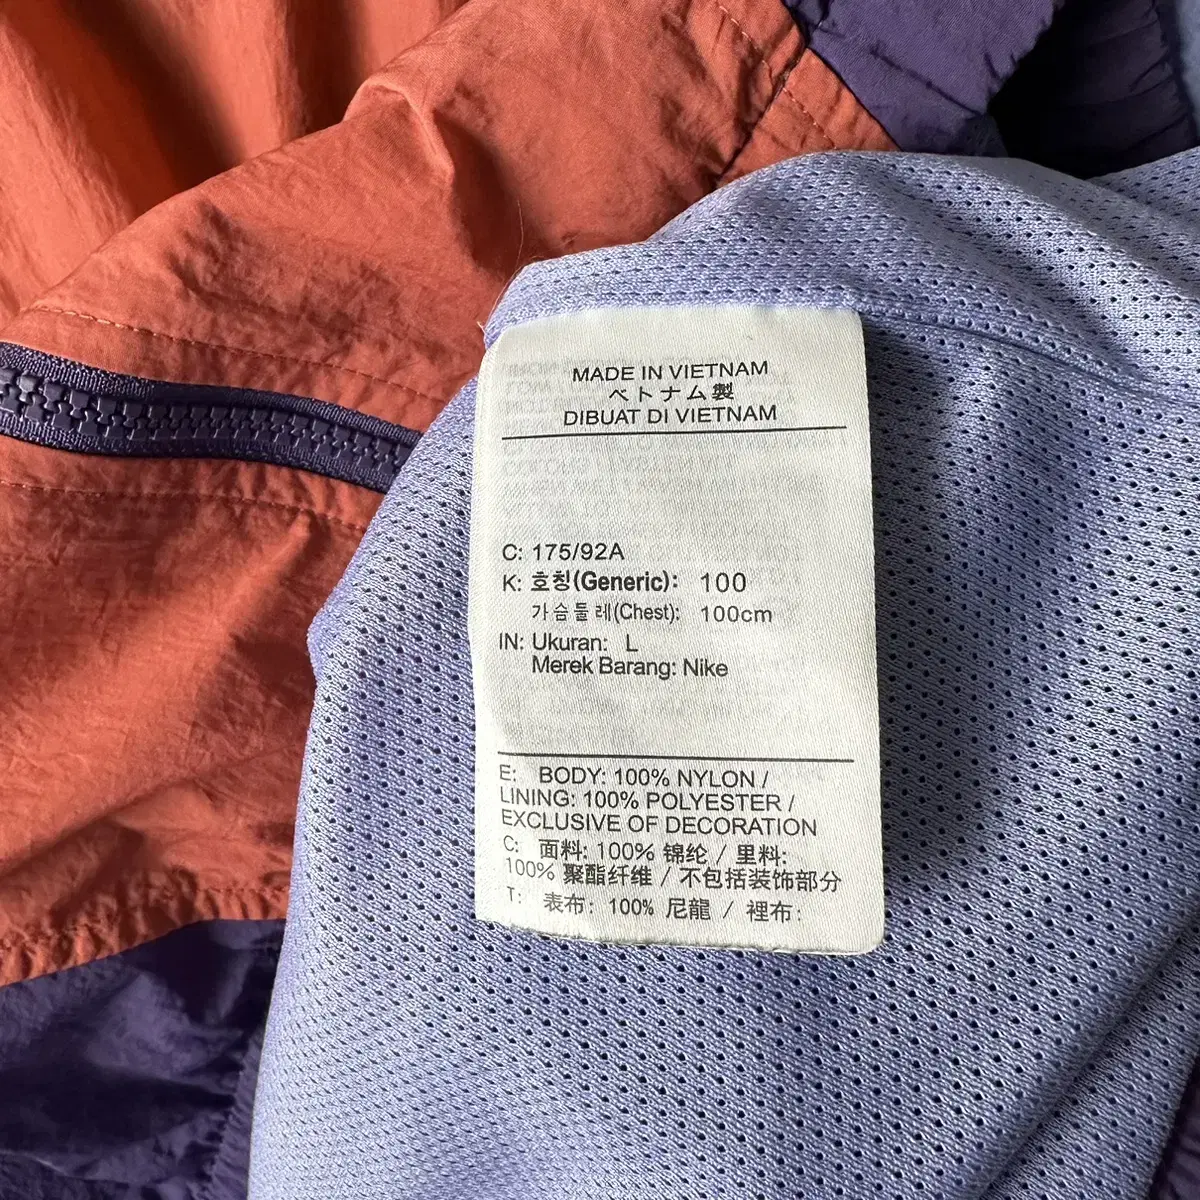 MADE IN VIETNAM
ベトナム製
DIBUAT DI VIETNAM
C: 175/92A
K: 호칭(Generic): 100
가슴둘레(Chest): 100cm
IN: Ukuran: L
Merek Barang: Nike
E: BODY: 100% NYLON /
LINING: 100% POLYESTER /
EXCLUSIVE OF DECORATION
C: 面料: 100% 锦纶 / 里料:
100% 聚酯纤维 / 不包括装饰部分
T: 表布: 100% 尼龍 / 裡布: